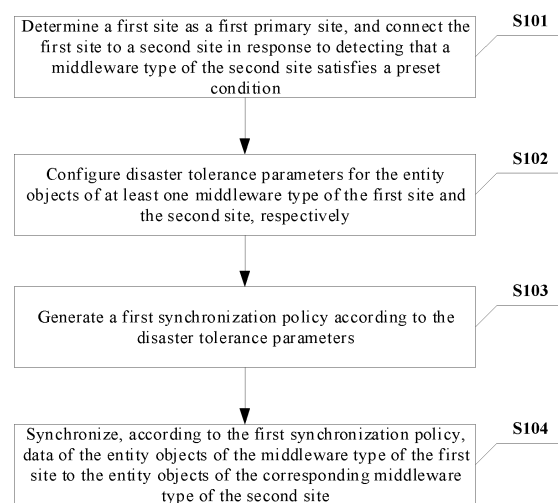 Determine a first site as a first primary site, and connect the
first site to a second site in response to detecting that a
middleware type of the second site satisfies a preset
condition
S101
Configure disaster tolerance parameters for the entity
objects of at least one middleware type of the first site and
the second site, respectively
S102
Generate a first synchronization policy according to the
disaster tolerance parameters
S103
Synchronize, according to the first synchronization policy,
data of the entity objects of the middleware type of the first
site to the entity objects of the corresponding middleware
type of the second site
S104